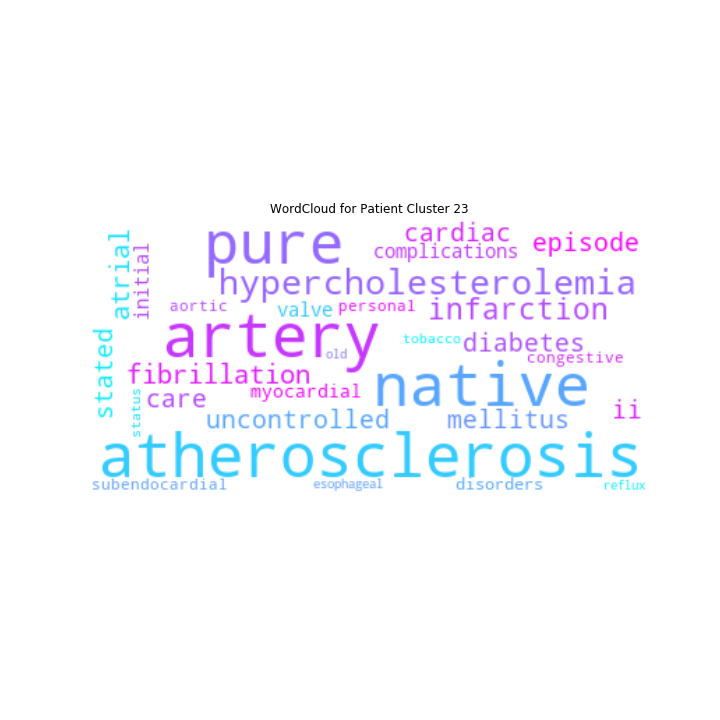 WordCloud for Patient Cluster 23
pure
cardiac
episode
complications
atrial
initial
hypercholesterolemia
aortic
valve
personal
infarction
artery
old
tobacco
diabetes
congestive
stated
fibrillation
native
myocardial
status
care
ii
uncontrolled
mellitus
atherosclerosis
subendocardial
esophageal
disorders
reflux